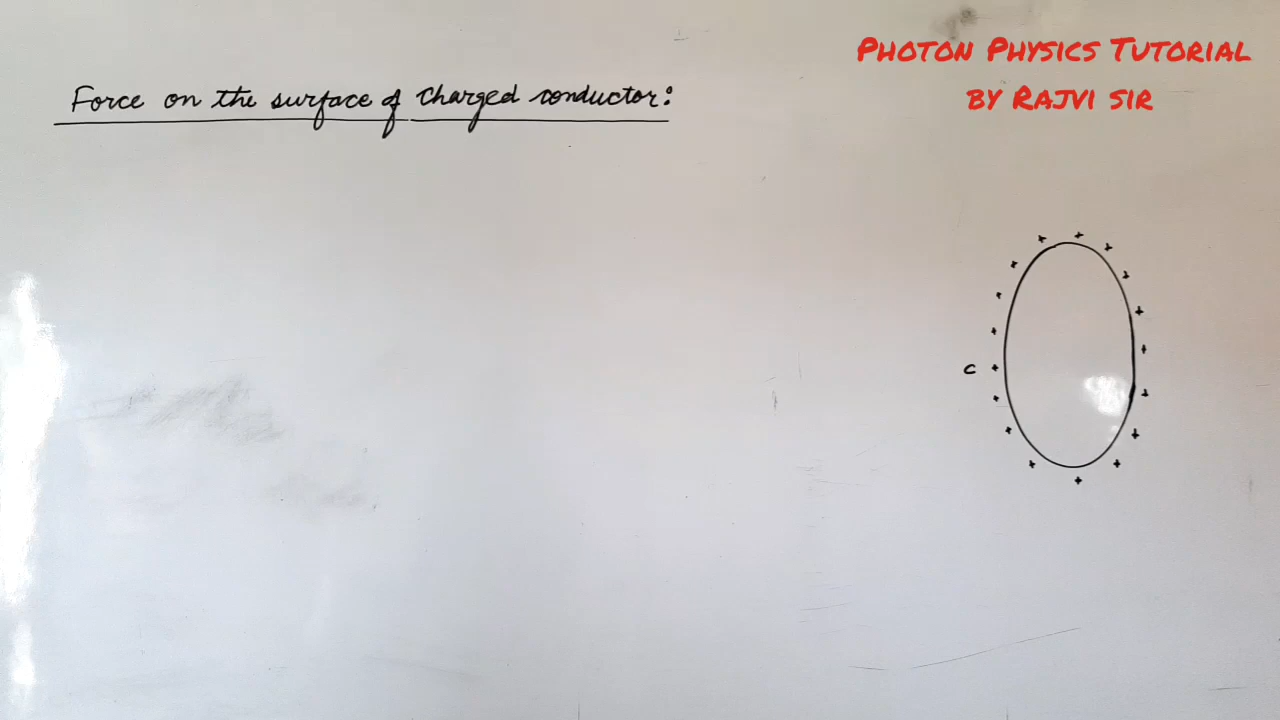 Force on the surface of charged conductor:
PHOTON PHYSICS TUTORIAL
BY RAJVI SIR
C